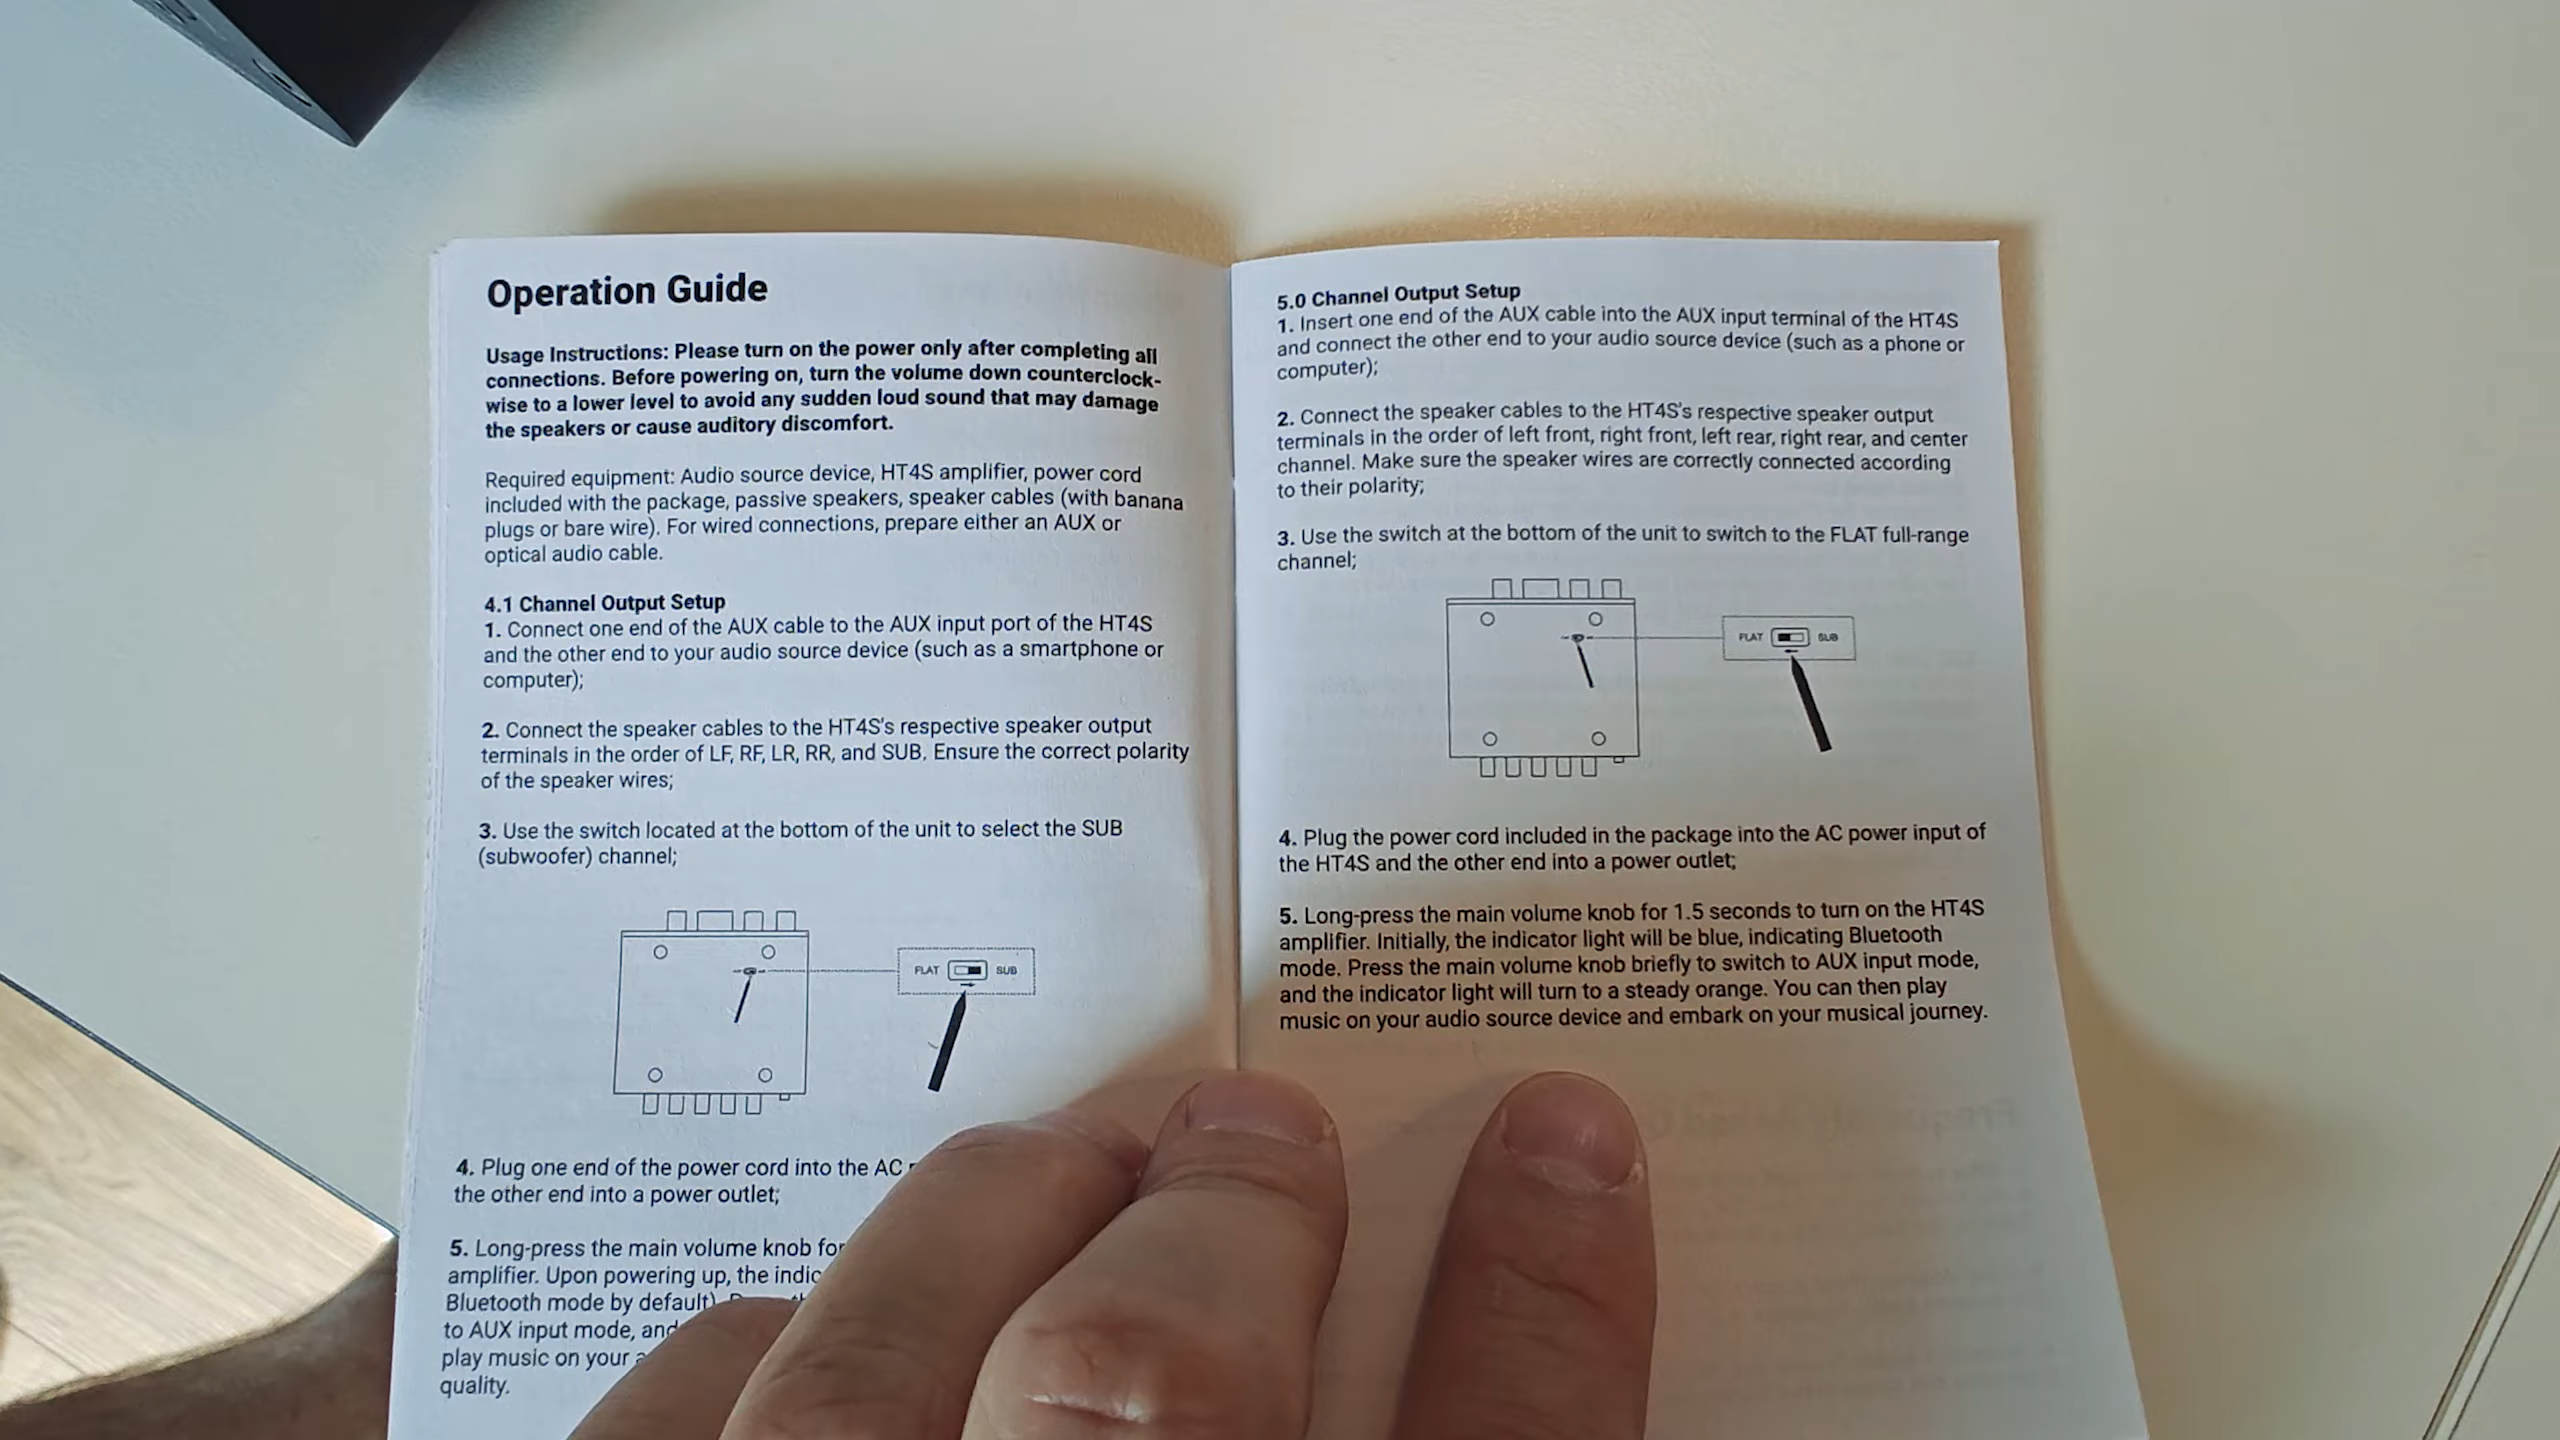 Operation Guide
Usage Instructions: Please turn on the power only after completing all
connections. Before powering on, turn the volume down counterclock-
wise to a lower level to avoid any sudden loud sound that may damage
the speakers or cause auditory discomfort.
Required equipment: Audio source device, HT4S amplifier, power cord
included with the package, passive speakers, speaker cables (with banana
plugs or bare wire). For wired connections, prepare either an AUX or
optical audio cable.
4.1 Channel Output Setup
1. Connect one end of the AUX cable to the AUX input port of the HT4S
and the other end to your audio source device (such as a smartphone or
computer);
2. Connect the speaker cables to the HT4S's respective speaker output
terminals in the order of LF, RF, LR, RR, and SUB. Ensure the correct polarity
of the speaker wires;
3. Use the switch located at the bottom of the unit to select the SUB
(subwoofer) channel;
FLAT SUB
4. Plug one end of the power cord into the AC
the other end into a power outlet;
5. Long-press the main volume knob for
amplifier. Upon powering up, the
Bluetooth mode by default)
to AUX input mode, and
play music on your
quality.
5.0 Channel Output Setup
1. Insert one end of the AUX cable into the AUX input terminal of the HT4S
and connect the other end to your audio source device (such as a phone or
computer);
2. Connect the speaker cables to the HT4S's respective speaker output
terminals in the order of left front, right front, left rear, right rear, and center
channel. Make sure the speaker wires are correctly connected according
to their polarity;
3. Use the switch at the bottom of the unit to switch to the FLAT full-range
channel;
FLAT SUB
4. Plug the power cord included in the package into the AC power input of
the HT4S and the other end into a power outlet;
5. Long-press the main volume knob for 1.5 seconds to turn on the HT4S
amplifier. Initially, the indicator light will be blue, indicating Bluetooth
mode. Press the main volume knob briefly to switch to AUX input mode,
and the indicator light will turn to a steady orange. You can then play
music on your audio source device and embark on your musical journey.